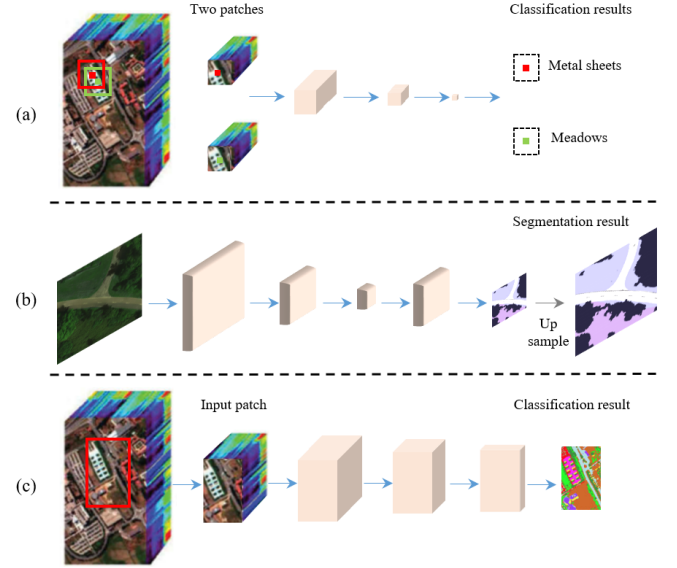 Two patches
Classification results
Metal sheets
(a)
Meadows
Segmentation result
(b)
Up
sample
Input patch
Classification result
(c)